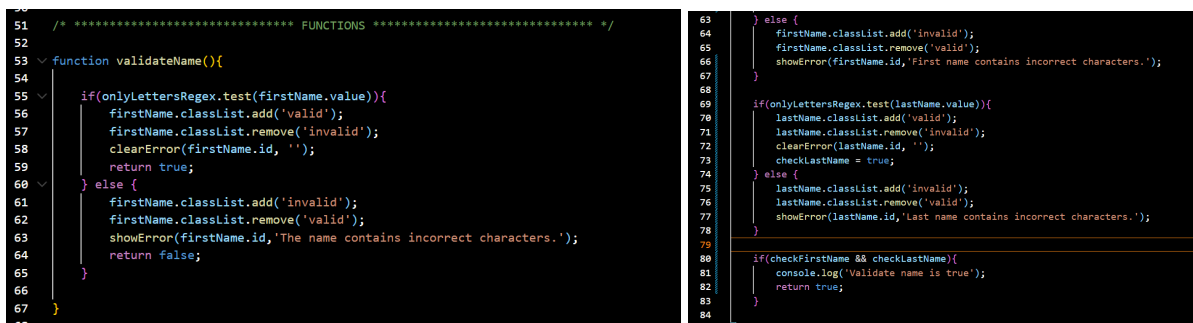 51 /* ******************************* FUNCTIONS ******************************* */
52
53 function validateName(){
54
55 if(onlyLettersRegex.test(firstName.value)){
56 firstName.classList.add('valid');
57 firstName.classList.remove('invalid');
58 clearError(firstName.id, '');
59 return true;
60 } else {
61 firstName.classList.add('invalid');
62 firstName.classList.remove('valid');
63 showError(firstName.id,'The name contains incorrect characters.');
64 return false;
65 }
66
67 }
63 } else {
64 firstName.classList.add('invalid');
65 firstName.classList.remove('valid');
66 showError(firstName.id,'First name contains incorrect characters.');
67 }
68
69 if(onlyLettersRegex.test(lastName.value)){
70 lastName.classList.add('valid');
71 lastName.classList.remove('invalid');
72 clearError(lastName.id, '');
73 checkLastName = true;
74 } else {
75 lastName.classList.add('invalid');
76 lastName.classList.remove('valid');
77 showError(lastName.id,'Last name contains incorrect characters.');
78 }
79
80 if(checkFirstName && checkLastName){
81 console.log('Validate name is true');
82 return true;
83 }
84